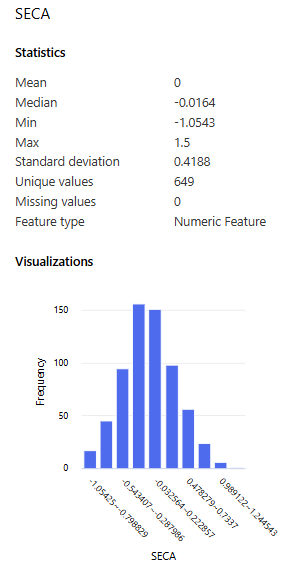 SECA
Statistics
Mean 0
Median -0.0164
Min -1.0543
Max 1.5
Standard deviation 0.4188
Unique values 649
Missing values 0
Feature type Numeric Feature
Visualizations
150
100
50
0
Frequency
-1.05425~-0.798829
-0.543407~-0.287986
-0.032564~0.222857
0.478279~0.7337
0.989122~1.244543
SECA